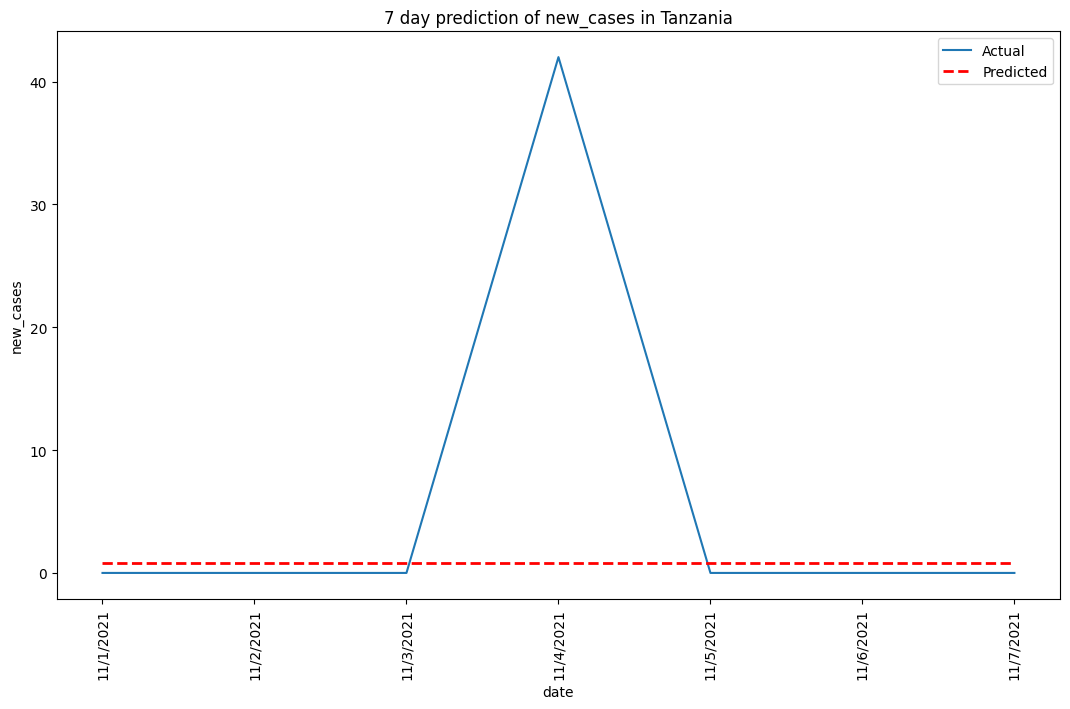 7 day prediction of new_cases in Tanzania
Actual
Predicted
40
30
20
10
0
new_cases
11/1/2021
11/2/2021
11/3/2021
11/4/2021
11/5/2021
11/6/2021
11/7/2021
date